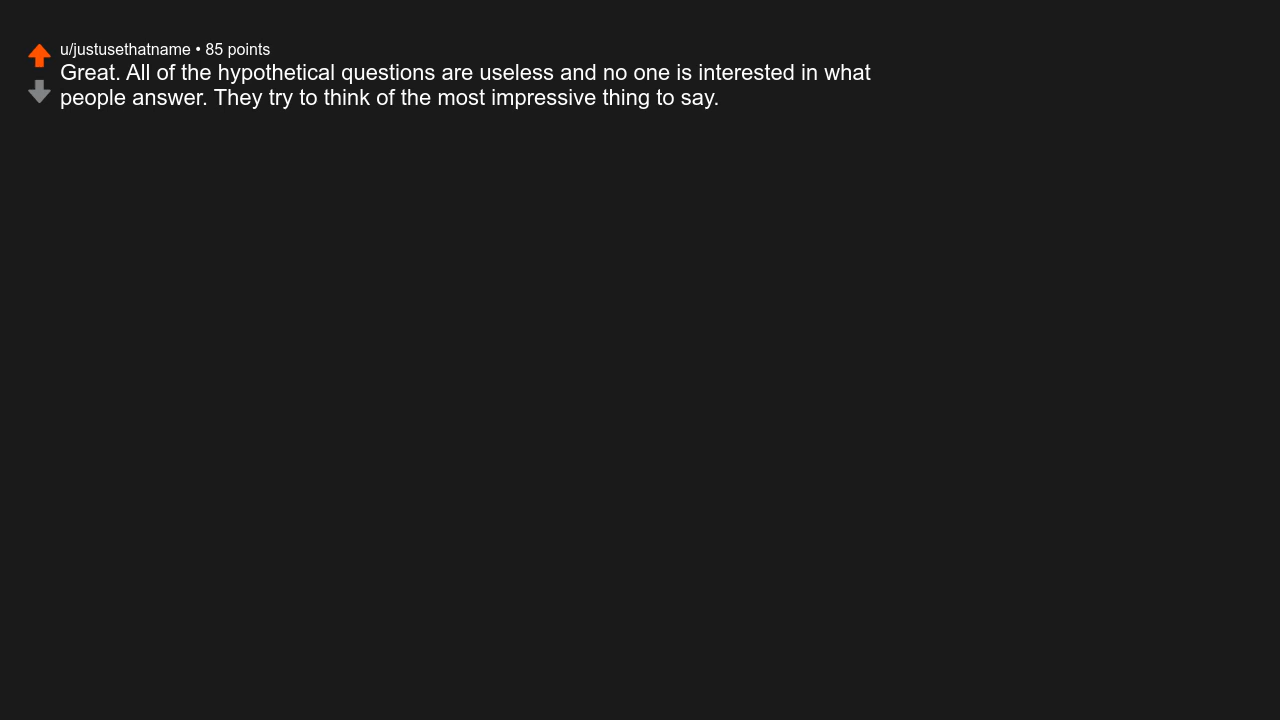 u/justusethatname • 85 points
Great. All of the hypothetical questions are useless and no one is interested in what
people answer. They try to think of the most impressive thing to say.